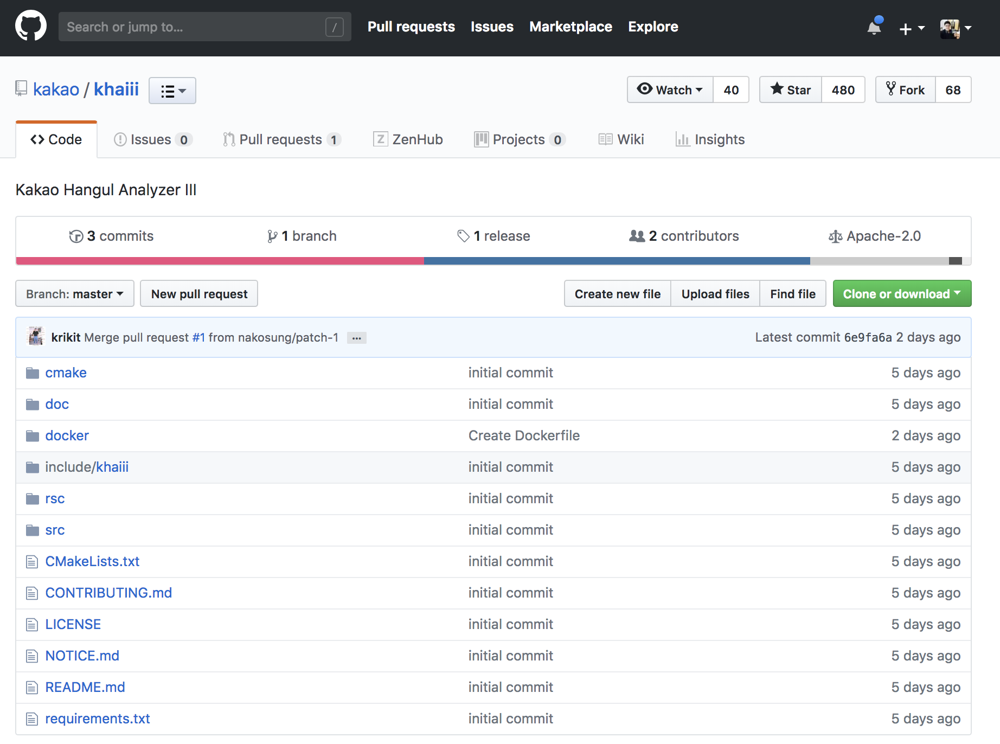 Search or jump to... / Pull requests Issues Marketplace Explore
kakao / khaiii Watch 40 Star 480 Fork 68
Code Issues 0 Pull requests 1 Z ZenHub Projects 0 Wiki Insights
Kakao Hangul Analyzer III
3 commits 1 branch 1 release 2 contributors Apache-2.0
Branch: master New pull request Create new file Upload files Find file Clone or download
krikit Merge pull request #1 from nakosung/patch-1 ... Latest commit 6e9fa6a 2 days ago
cmake initial commit 5 days ago
doc initial commit 5 days ago
docker Create Dockerfile 2 days ago
include/khaiii initial commit 5 days ago
rsc initial commit 5 days ago
src initial commit 5 days ago
CMakeLists.txt initial commit 5 days ago
CONTRIBUTING.md initial commit 5 days ago
LICENSE initial commit 5 days ago
NOTICE.md initial commit 5 days ago
README.md initial commit 5 days ago
requirements.txt initial commit 5 days ago